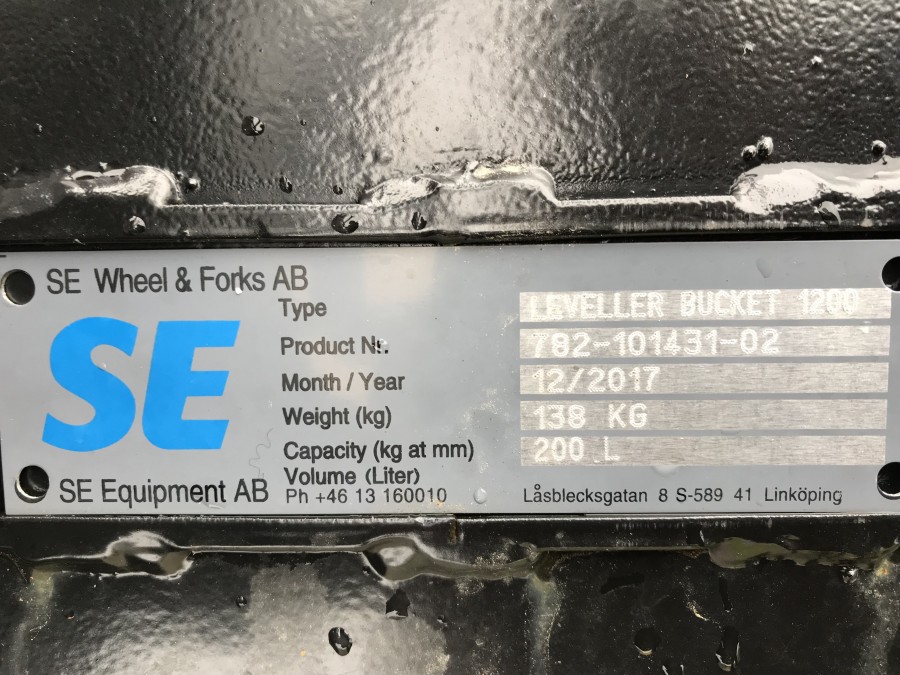 SE Wheel & Forks AB
SE
Type LEVELLER BUCKET 1200
Product Nr. 782-101431-02
Month / Year 12/2017
Weight (kg) 138 KG
Capacity (kg at mm) 200 L
Volume (Liter)
SE Equipment AB Ph +46 13 160010 Låsblecksgatan 8 S-589 41 Linköping